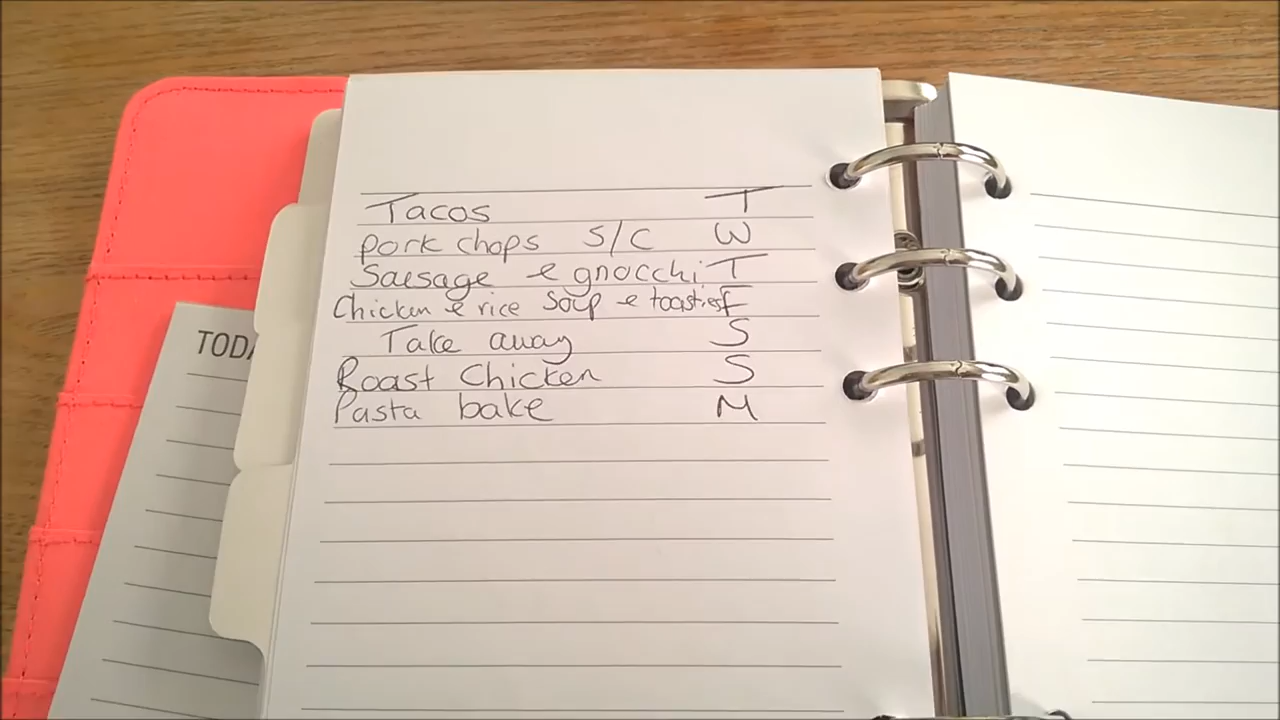 Tacos T
pork chops S/C W
Sausage & gnocchi T
Chicken & rice Soup & toasties F
Take away S
Roast Chicken S
Pasta bake M
TODA